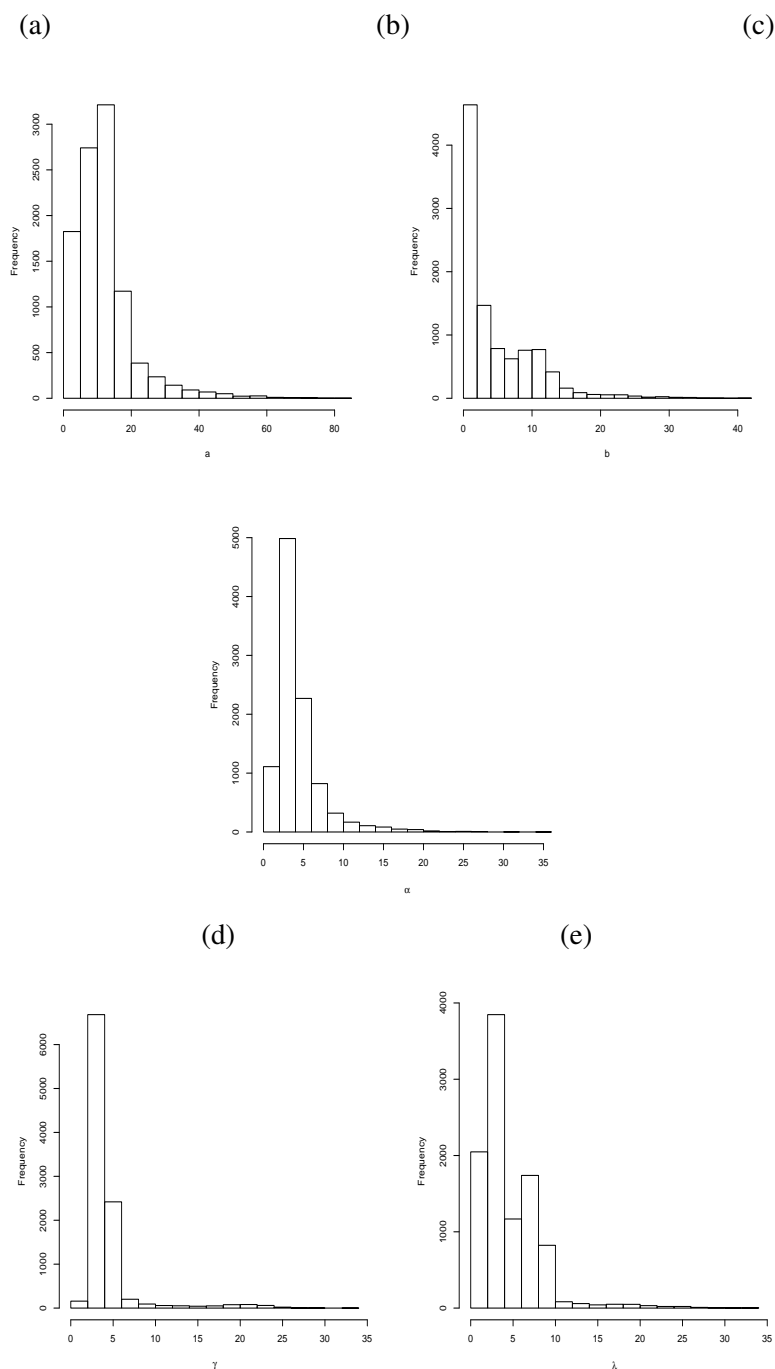 (a) (b) (c)
Frequency
0 500 1000 1500 2000 2500 3000
0 20 40 60 80
a
Frequency
0 1000 2000 3000 4000
0 10 20 30 40
b
Frequency
0 1000 2000 3000 4000 5000
0 5 10 15 20 25 30 35
α
(d) (e)
Frequency
0 1000 2000 3000 4000 5000 6000
0 5 10 15 20 25 30 35
γ
Frequency
0 1000 2000 3000 4000
0 5 10 15 20 25 30 35
λ